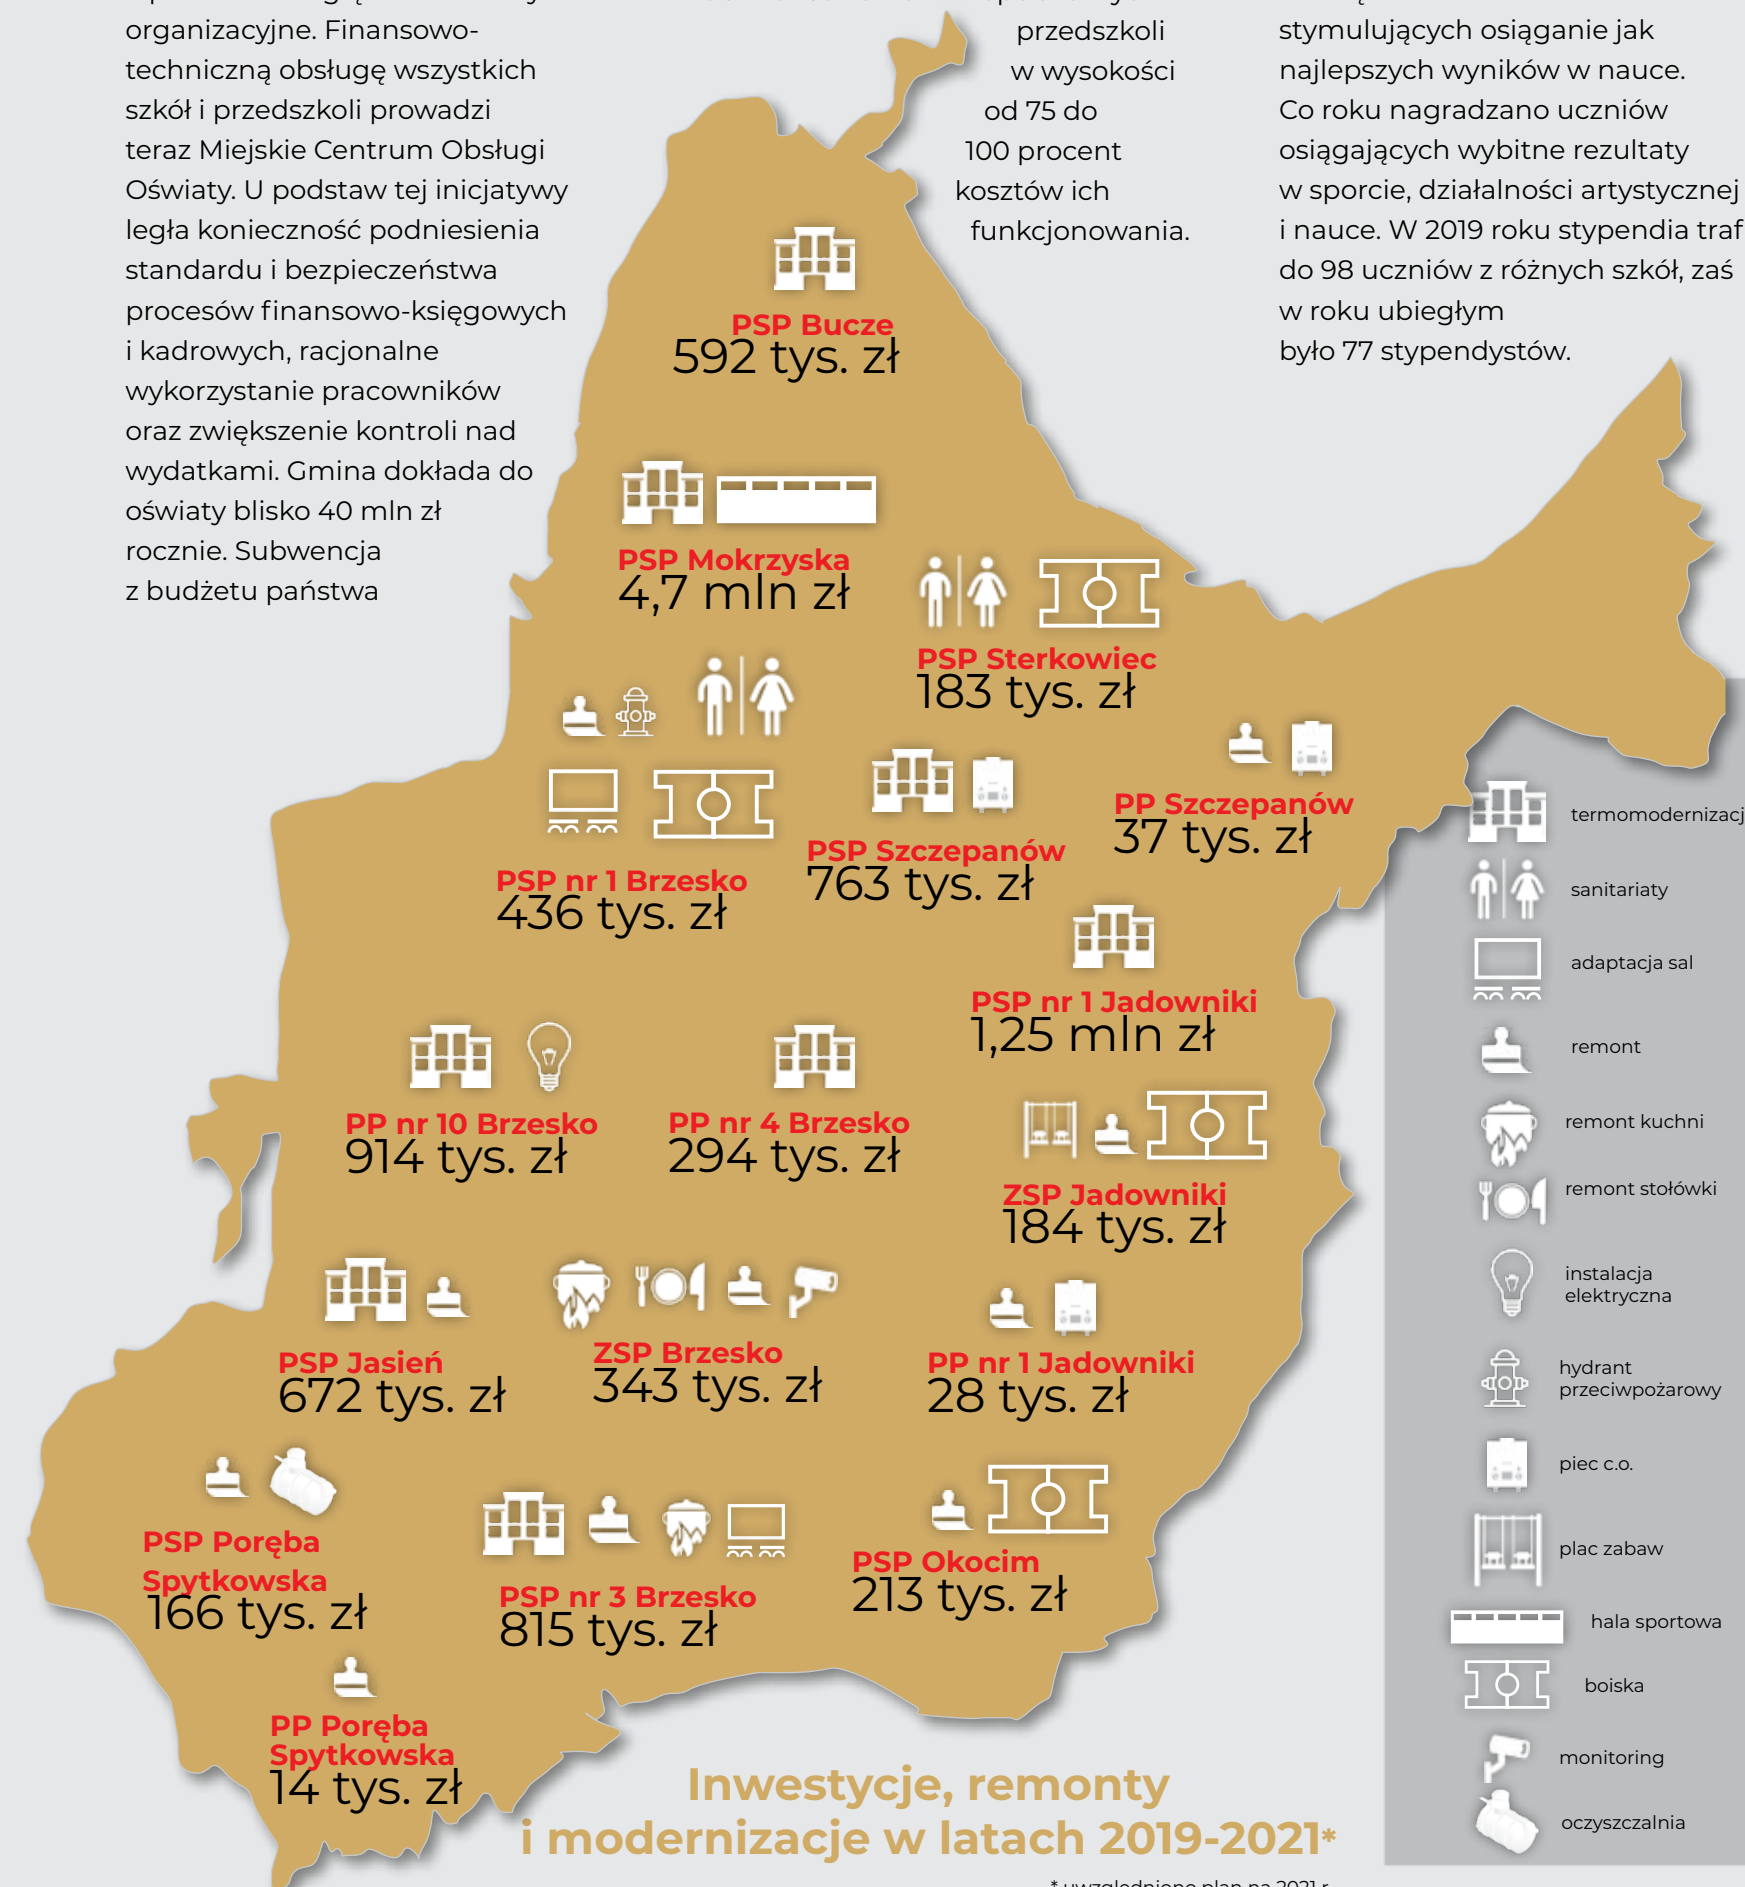 organizacyjne. Finansowo-
techniczną obsługę wszystkich
szkół i przedszkoli prowadzi
teraz Miejskie Centrum Obsługi
Oświaty. U podstaw tej inicjatywy
legła konieczność podniesienia
standardu i bezpieczeństwa
procesów finansowo-księgowych
i kadrowych, racjonalne
wykorzystanie pracowników
oraz zwiększenie kontroli nad
wydatkami. Gmina dokłada do
oświaty blisko 40 mln zł
rocznie. Subwencja
z budżetu państwa
przedszkoli
w wysokości
od 75 do
100 procent
kosztów ich
funkcjonowania.
stymulujących osiąganie jak
najlepszych wyników w nauce.
Co roku nagradzano uczniów
osiągających wybitne rezultaty
w sporcie, działalności artystycznej
i nauce. W 2019 roku stypendia traf
do 98 uczniów z różnych szkół, zaś
w roku ubiegłym
było 77 stypendystów.
PSP Bucze
592 tys. zł
PSP Mokrzyska
4,7 mln zł
PSP Sterkowiec
183 tys. zł
PP Szczepanów
37 tys. zł
PSP Szczepanów
763 tys. zł
PSP nr 1 Brzesko
436 tys. zł
PSP nr 1 Jadowniki
1,25 mln zł
PP nr 10 Brzesko
914 tys. zł
PP nr 4 Brzesko
294 tys. zł
ZSP Jadowniki
184 tys. zł
PSP Jasień
672 tys. zł
ZSP Brzesko
343 tys. zł
PP nr 1 Jadowniki
28 tys. zł
PSP Poręba
Spytkowska
166 tys. zł
PSP nr 3 Brzesko
815 tys. zł
PSP Okocim
213 tys. zł
PP Poręba
Spytkowska
14 tys. zł
termomodernizacj
sanitariaty
adaptacja sal
remont
remont kuchni
remont stołówki
instalacja
elektryczna
hydrant
przeciwpożarowy
piec c.o.
plac zabaw
hala sportowa
boiska
monitoring
oczyszczalnia
Inwestycje, remonty
i modernizacje w latach 2019-2021*
* uwzględniono plan na 2021 r.